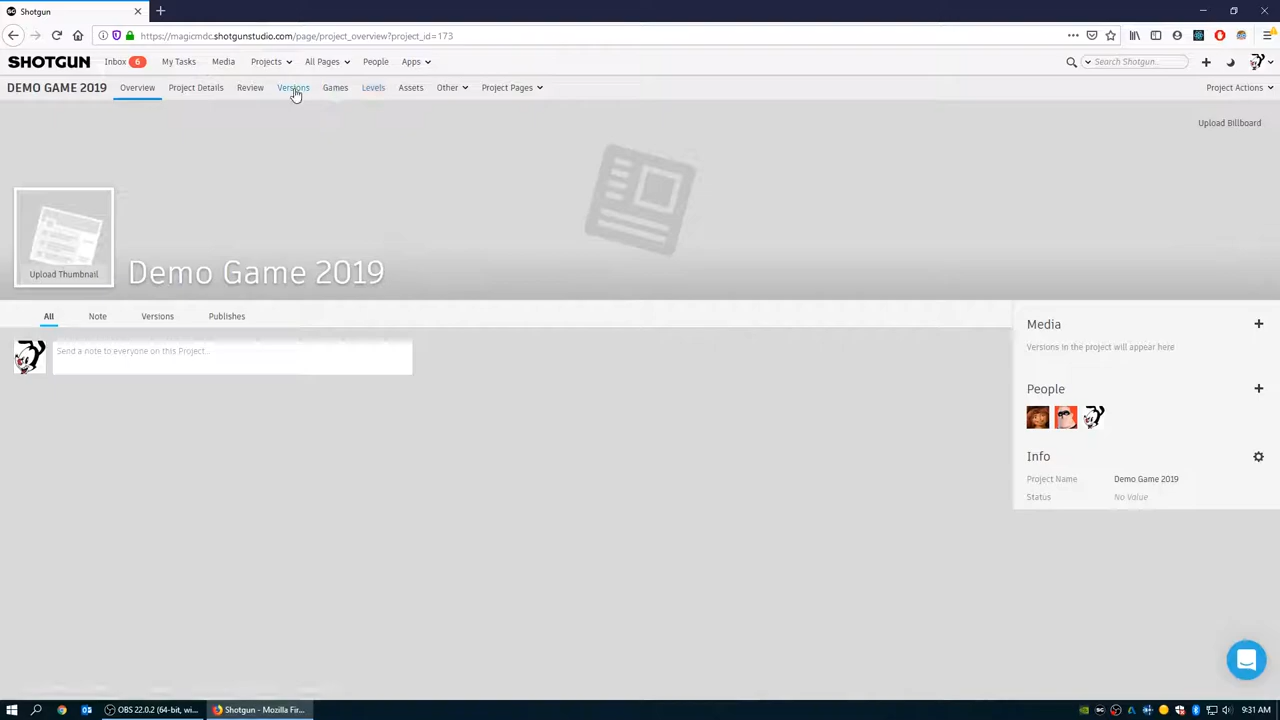 Shotgun
https://magicmdc.shotgunstudio.com/page/project_overview?project_id=173
SHOTGUN
Inbox 6 My Tasks Media Projects All Pages People Apps Search Shotgun...
DEMO GAME 2019 Overview Project Details Review Versions Games Levels Assets Other Project Pages Project Actions
Upload Billboard
Upload Thumbnail
Demo Game 2019
All Note Versions Publishes
Send a note to everyone on this Project...
Media
Versions in the project will appear here
People
Info
Project Name Demo Game 2019
Status No Value
OBS 22.0.2 (64-bit, wi... Shotgun - Mozilla Fir... 9:31 AM